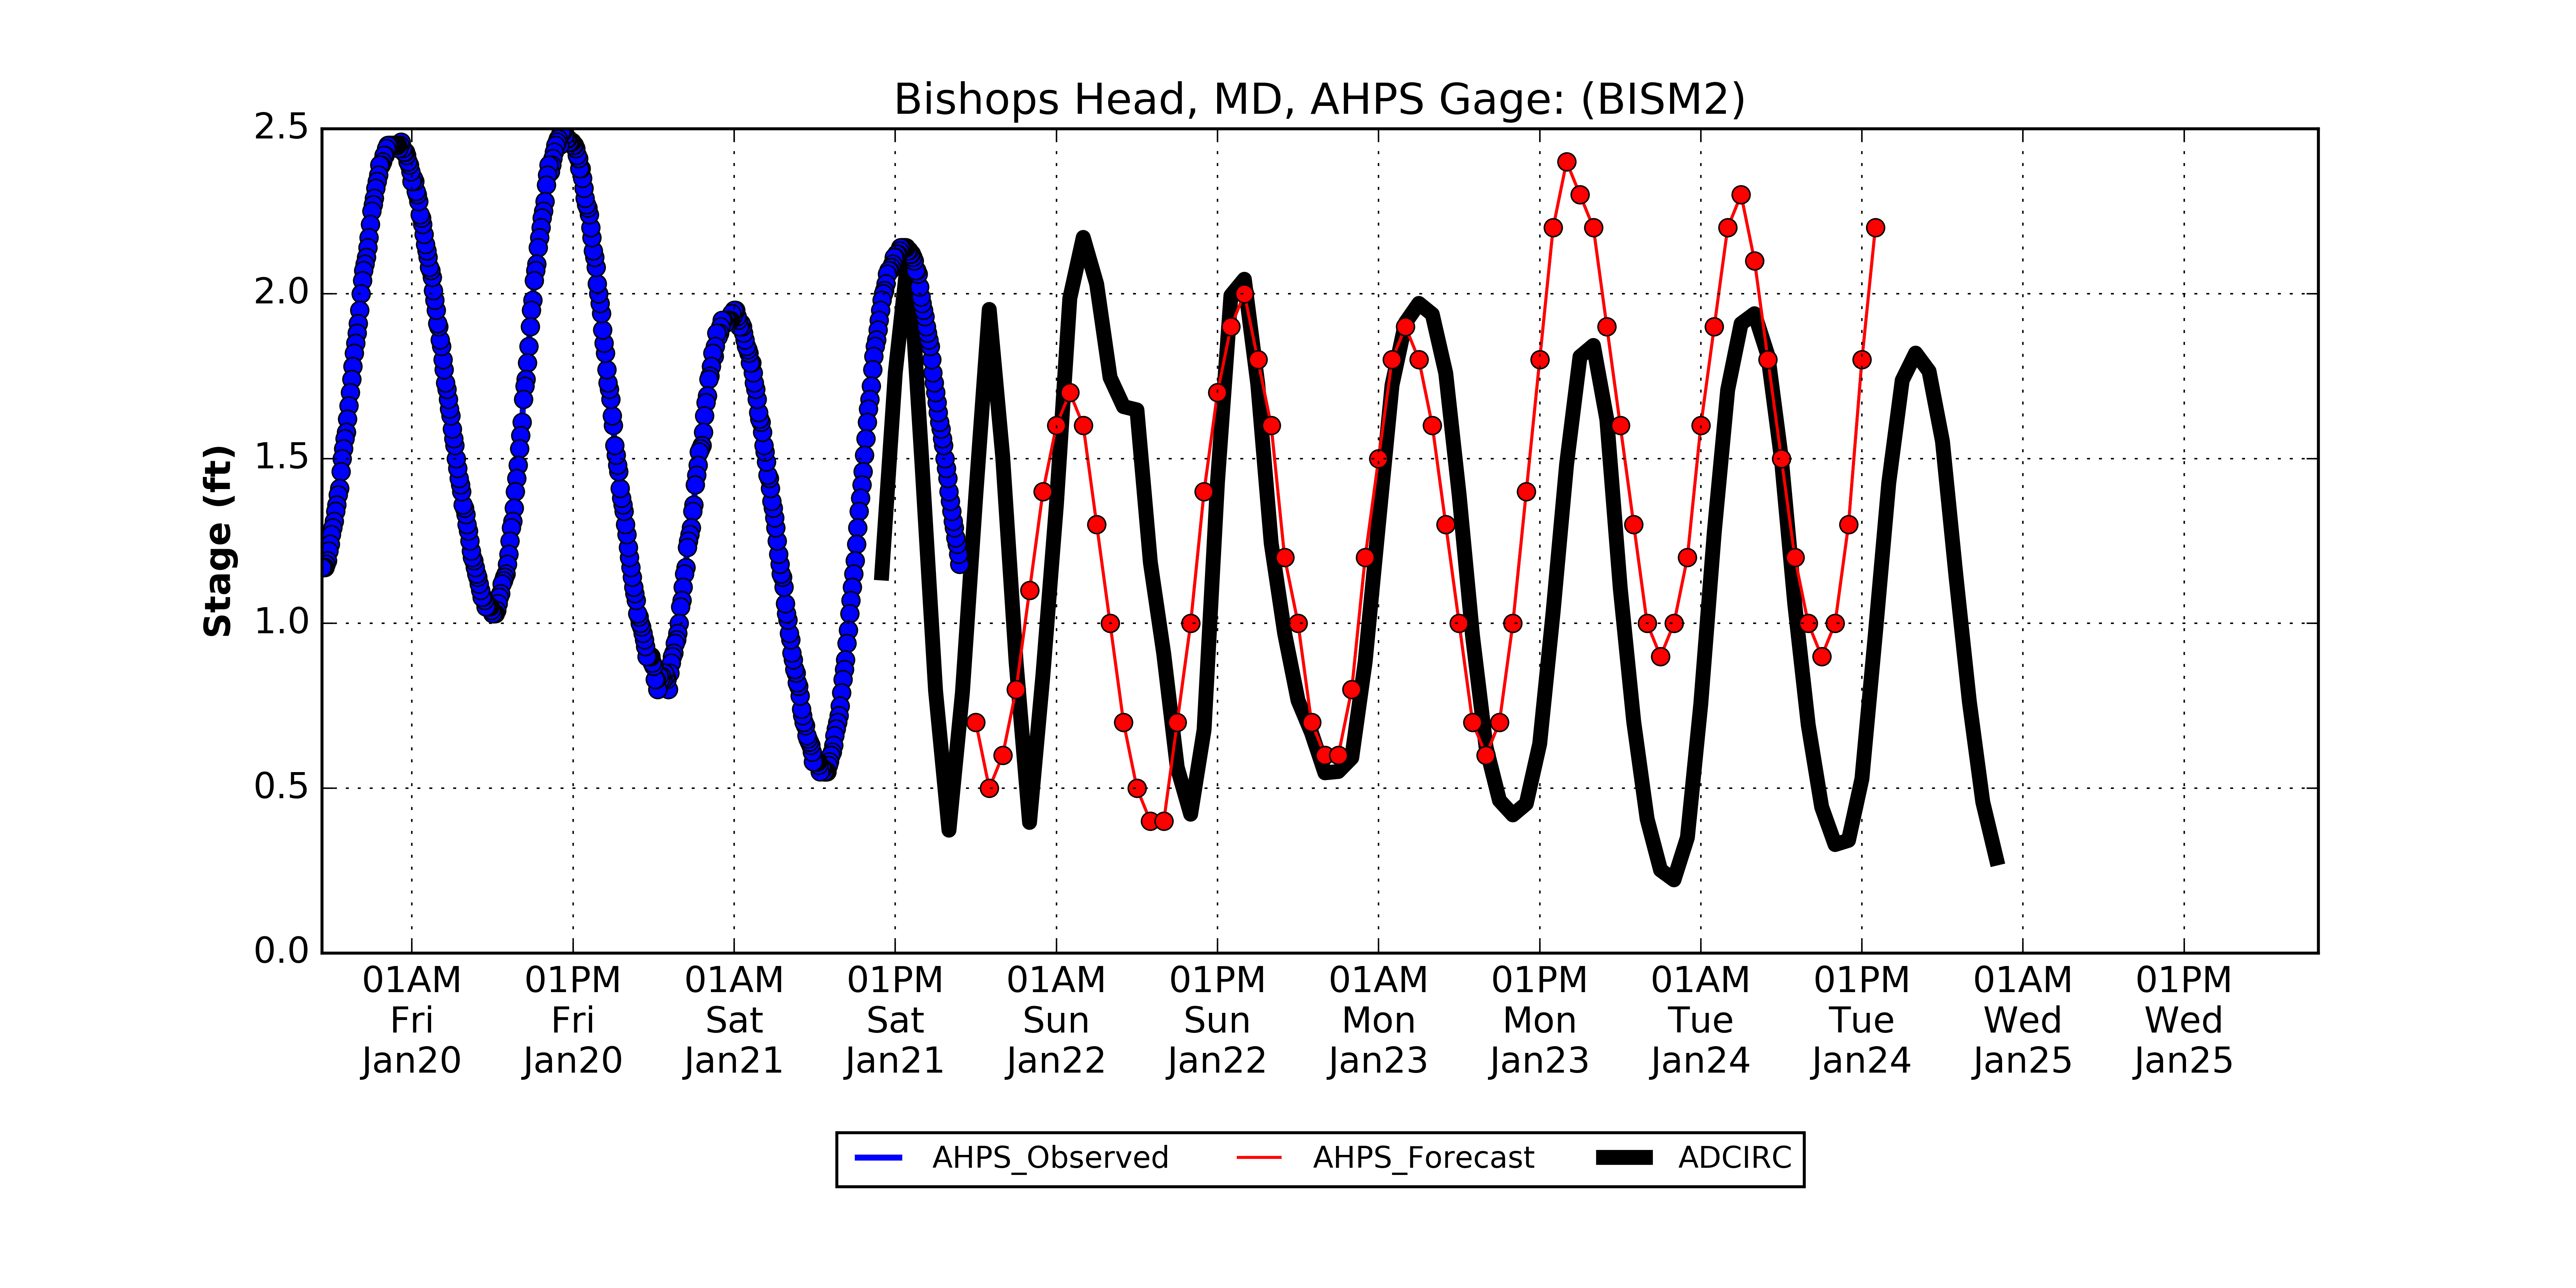 Bishops Head, MD, AHPS Gage: (BISM2)
Stage (ft)
2.5
2.0
1.5
1.0
0.5
0.0
01AM 01PM 01AM 01PM 01AM 01PM 01AM 01PM 01AM 01PM 01AM 01PM
Fri Fri Sat Sat Sun Sun Mon Mon Tue Tue Wed Wed
Jan20 Jan20 Jan21 Jan21 Jan22 Jan22 Jan23 Jan23 Jan24 Jan24 Jan25 Jan25
AHPS_Observed AHPS_Forecast ADCIRC